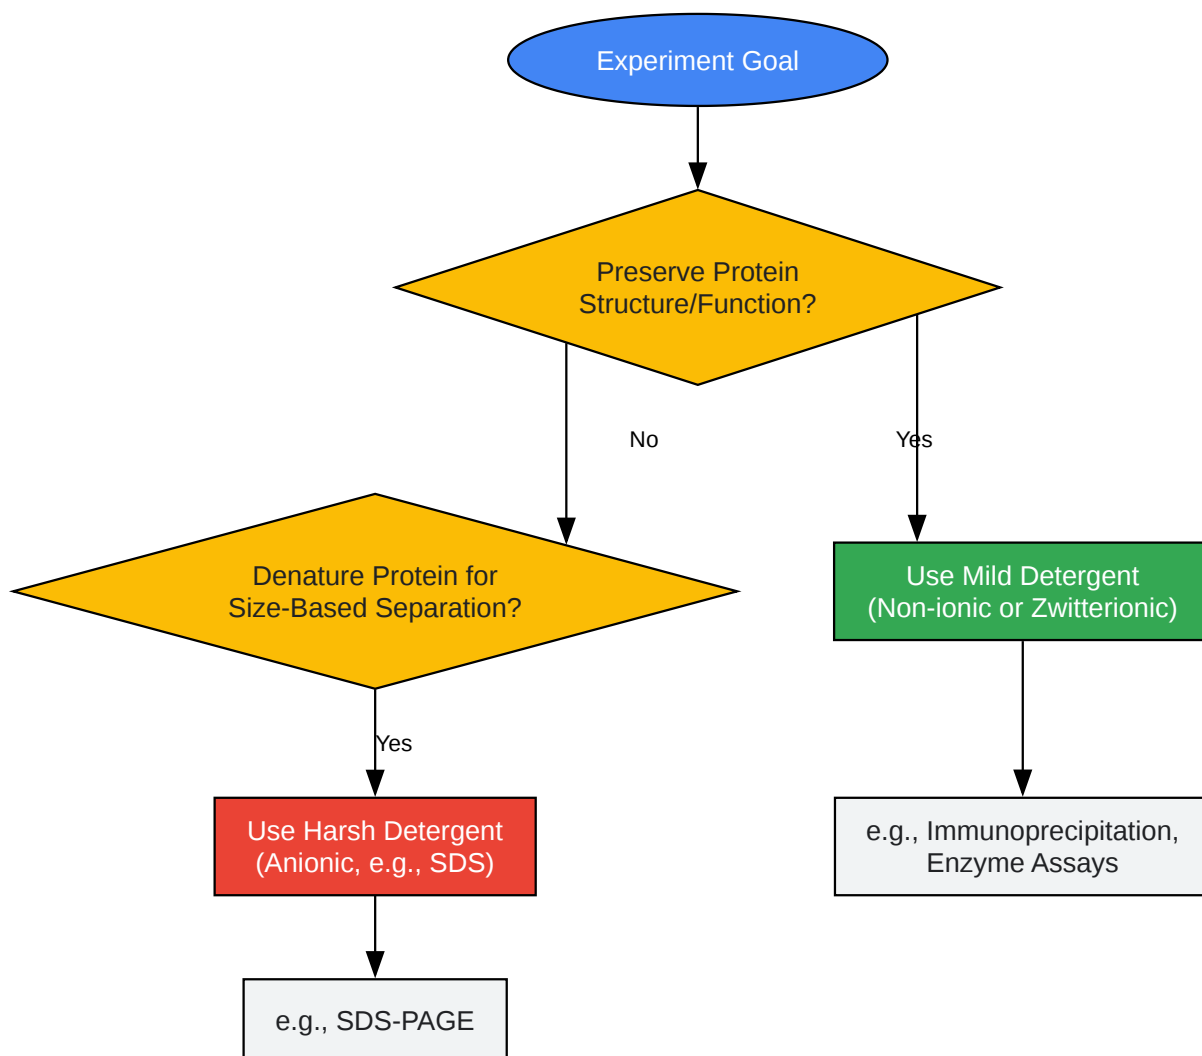 Experiment Goal
Preserve Protein
Structure/Function?
No
Yes
Denature Protein for
Size-Based Separation?
Use Mild Detergent
(Non-ionic or Zwitterionic)
Yes
Use Harsh Detergent
(Anionic, e.g., SDS)
e.g., Immunoprecipitation,
Enzyme Assays
e.g., SDS-PAGE